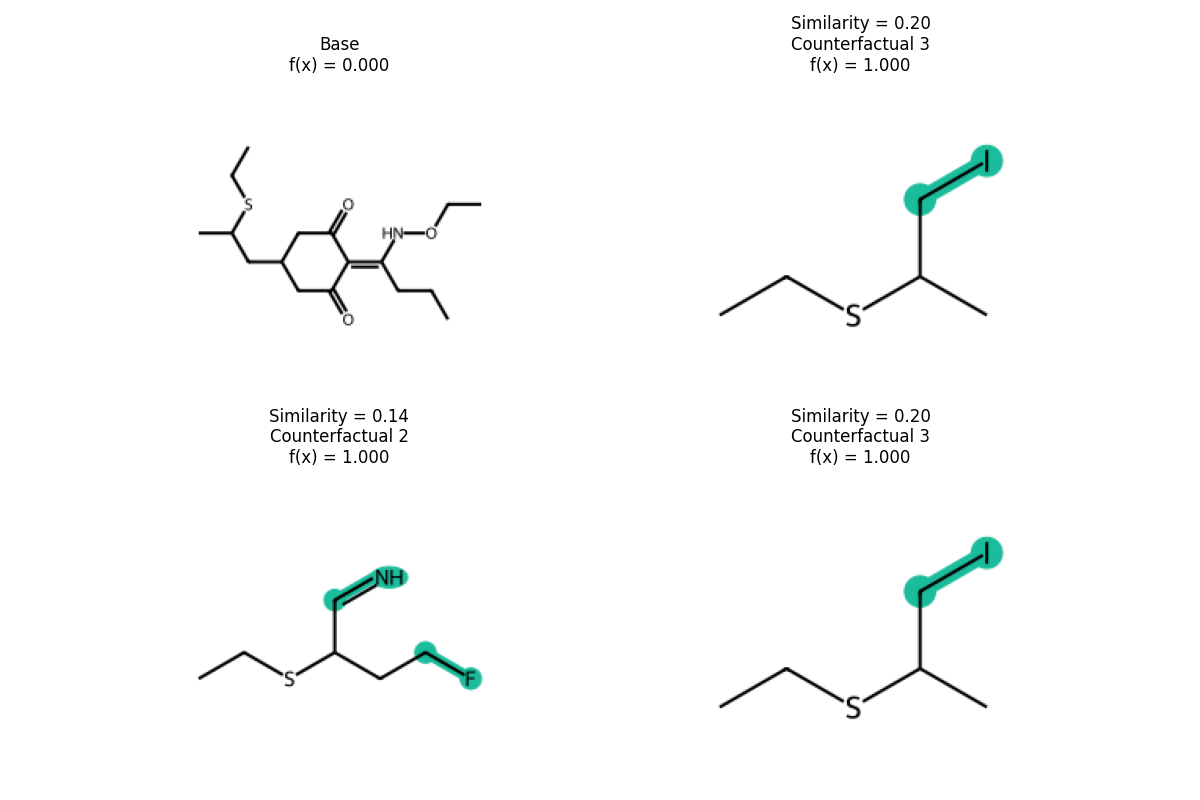 Base
f(x) = 0.000
S
O
HN
O
O
Similarity = 0.20
Counterfactual 3
f(x) = 1.000
I
S
Similarity = 0.14
Counterfactual 2
f(x) = 1.000
NH
S
F
Similarity = 0.20
Counterfactual 3
f(x) = 1.000
I
S